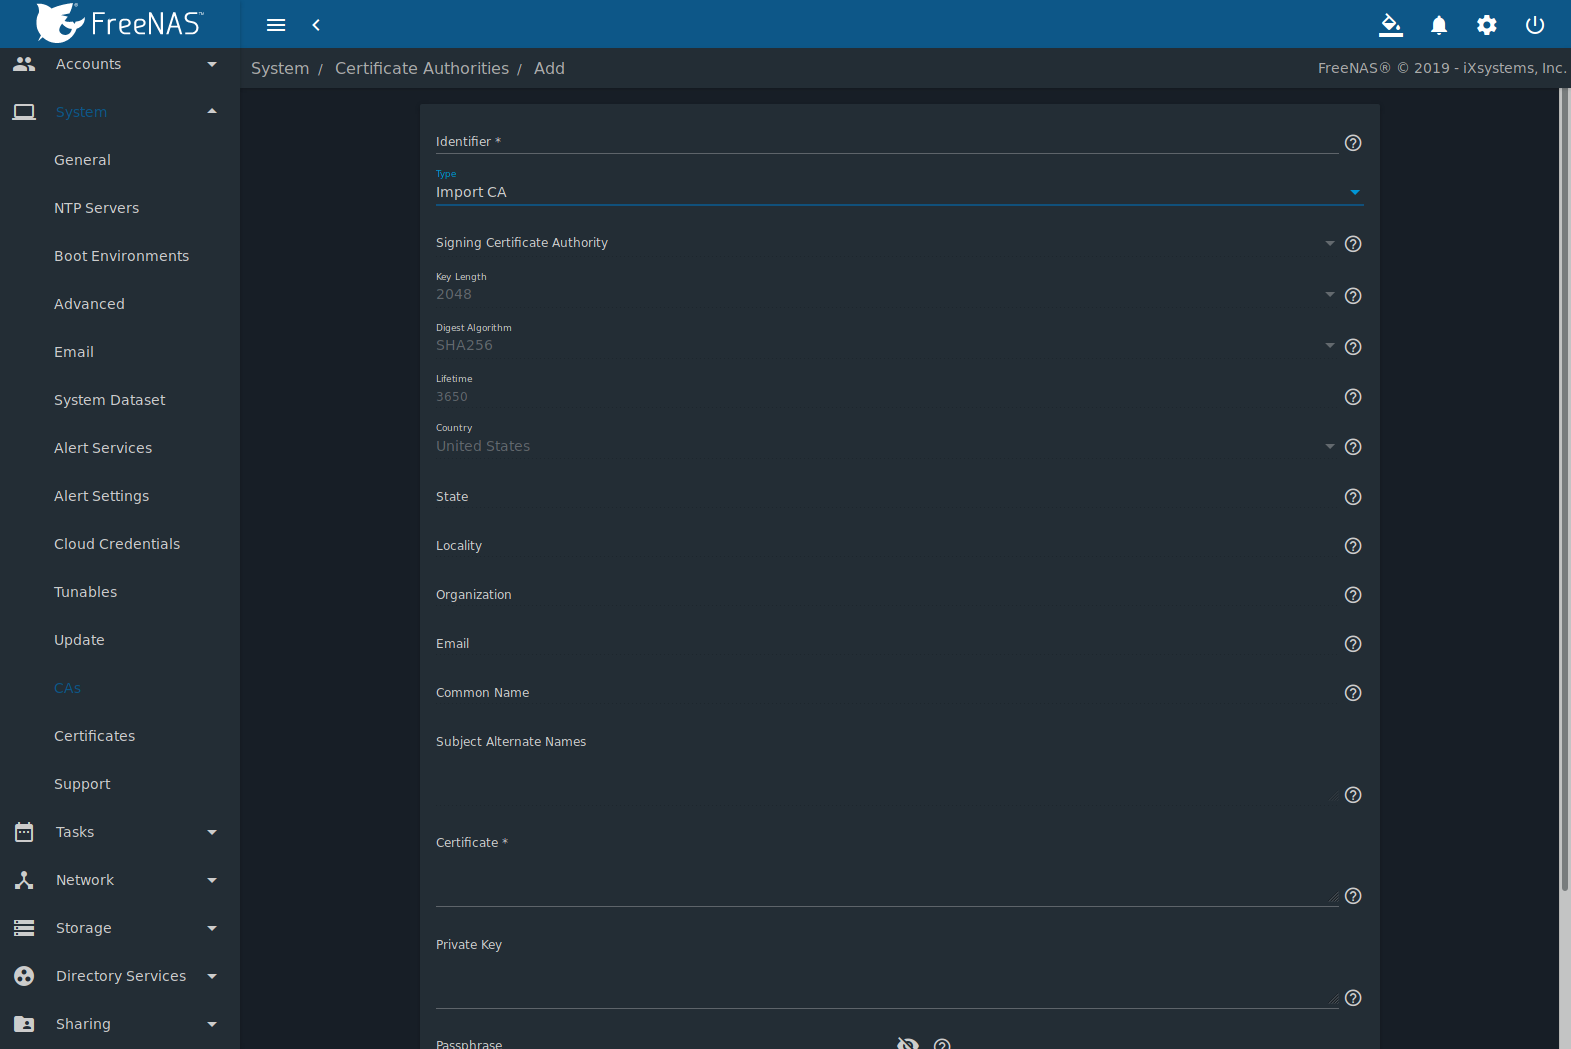 FreeNAS™
System / Certificate Authorities / Add
FreeNAS® © 2019 - iXsystems, Inc.
Accounts
System
General
NTP Servers
Boot Environments
Advanced
Email
System Dataset
Alert Services
Alert Settings
Cloud Credentials
Tunables
Update
CAs
Certificates
Support
Tasks
Network
Storage
Directory Services
Sharing
Identifier *
Type
Import CA
Signing Certificate Authority
Key Length
2048
Digest Algorithm
SHA256
Lifetime
3650
Country
United States
State
Locality
Organization
Email
Common Name
Subject Alternate Names
Certificate *
Private Key
Passphrase